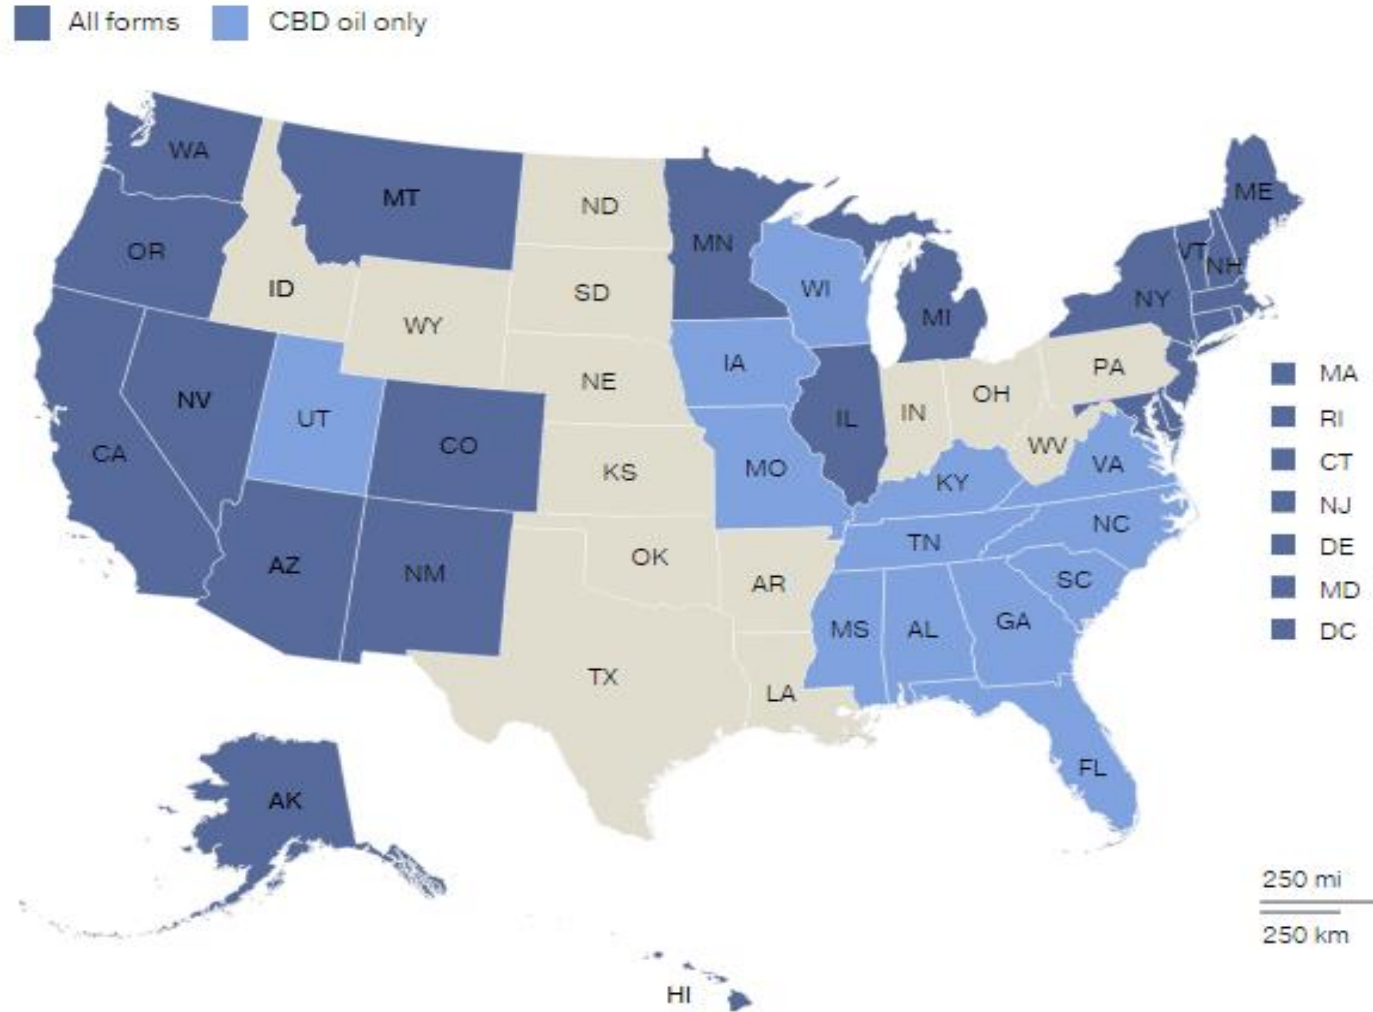 All forms CBD oil only
WA
MT
ND
ME
MN
VT
OR
NH
ID
SD
WI
NY
WY
MI
IA
PA
NE
MA
NV
OH
UT
IN
RI
IL
CO
WV
CA
CT
MO
VA
KS
KY
NJ
NC
TN
DE
OK
AZ
NM
AR
SC
MD
MS
AL
GA
DC
TX
LA
FL
AK
250 mi
250 km
HI